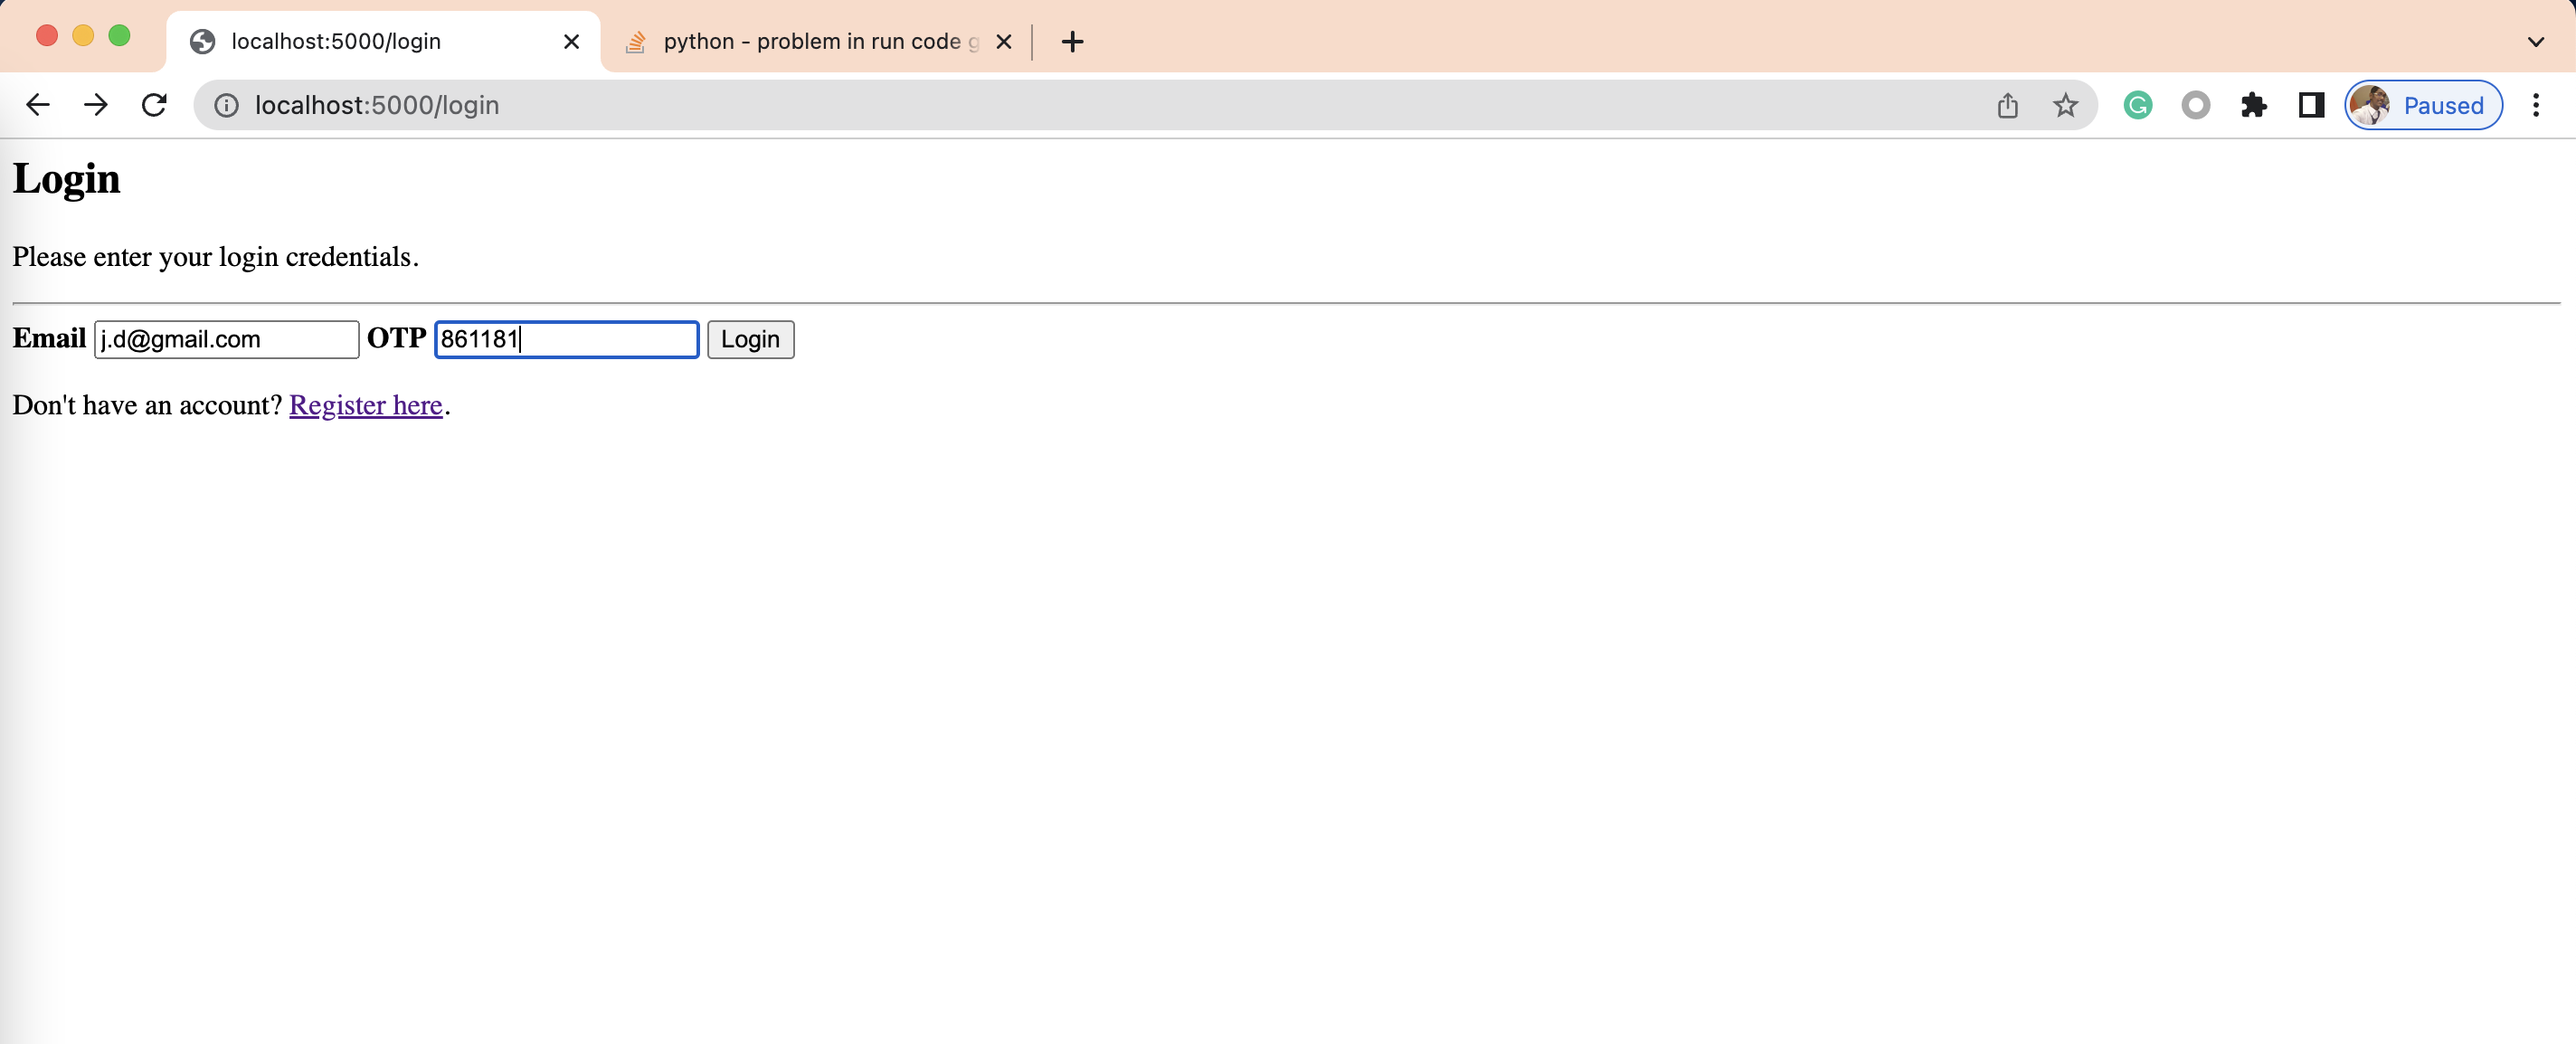 localhost:5000/login
python - problem in run code g
localhost:5000/login
Paused
Login
Please enter your login credentials.
Email j.d@gmail.com OTP 861181 Login
Don't have an account? Register here.